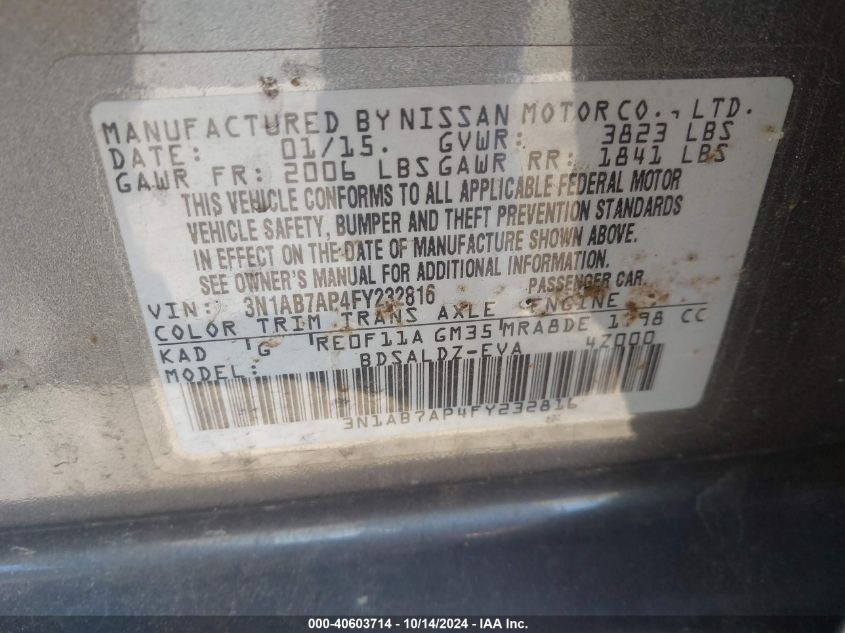 MANUFACTURED BY NISSAN MOTOR CO., LTD.
DATE: 01/15. GVWR: 3823 LBS
GAWR FR: 2006 LBS GAWR RR: 1841 LBS
THIS VEHICLE CONFORMS TO ALL APPLICABLE FEDERAL MOTOR
VEHICLE SAFETY, BUMPER AND THEFT PREVENTION STANDARDS
IN EFFECT ON THE DATE OF MANUFACTURE SHOWN ABOVE.
SEE OWNER'S MANUAL FOR ADDITIONAL INFORMATION.
VIN: 3N1AB7AP4FY232816 PASSENGER CAR
COLOR TRIM TRANS AXLE ENGINE
KAD G RE0F11A GM35 MRA8DE 1798 CC
MODEL: BDSALDZ-EVA 4Z000
3N1AB7AP4FY232816
000-40603714 - 10/14/2024 - IAA Inc.